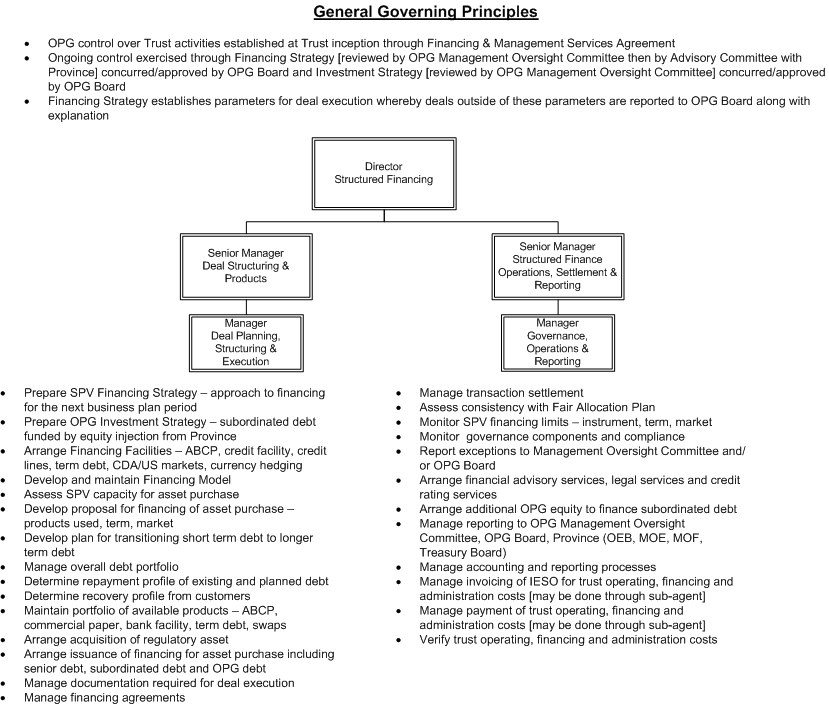 General Governing Principles
• OPG control over Trust activities established at Trust inception through Financing & Management Services Agreement
• Ongoing control exercised through Financing Strategy [reviewed by OPG Management Oversight Committee then by Advisory Committee with
Province] concurred/approved by OPG Board and Investment Strategy [reviewed by OPG Management Oversight Committee] concurred/approved
by OPG Board
• Financing Strategy establishes parameters for deal execution whereby deals outside of these parameters are reported to OPG Board along with
explanation
Director
Structured Financing
Senior Manager
Deal Structuring &
Products
Senior Manager
Structured Finance
Operations, Settlement &
Reporting
Manager
Deal Planning,
Structuring &
Execution
Manager
Governance,
Operations &
Reporting
• Prepare SPV Financing Strategy – approach to financing
for the next business plan period
• Prepare OPG Investment Strategy – subordinated debt
funded by equity injection from Province
• Arrange Financing Facilities – ABCP, credit facility, credit
lines, term debt, CDA/US markets, currency hedging
• Develop and maintain Financing Model
• Assess SPV capacity for asset purchase
• Develop proposal for financing of asset purchase –
products used, term, market
• Develop plan for transitioning short term debt to longer
term debt
• Manage overall debt portfolio
• Determine repayment profile of existing and planned debt
• Determine recovery profile from customers
• Maintain portfolio of available products – ABCP,
commercial paper, bank facility, term debt, swaps
• Arrange acquisition of regulatory asset
• Arrange issuance of financing for asset purchase including
senior debt, subordinated debt and OPG debt
• Manage documentation required for deal execution
• Manage financing agreements
• Manage transaction settlement
• Assess consistency with Fair Allocation Plan
• Monitor SPV financing limits – instrument, term, market
• Monitor governance components and compliance
• Report exceptions to Management Oversight Committee and/
or OPG Board
• Arrange financial advisory services, legal services and credit
rating services
• Arrange additional OPG equity to finance subordinated debt
• Manage reporting to OPG Management Oversight
Committee, OPG Board, Province (OEB, MOE, MOF,
Treasury Board)
• Manage accounting and reporting processes
• Manage invoicing of IESO for trust operating, financing and
administration costs [may be done through sub-agent]
• Manage payment of trust operating, financing and
administration costs [may be done through sub-agent]
• Verify trust operating, financing and administration costs